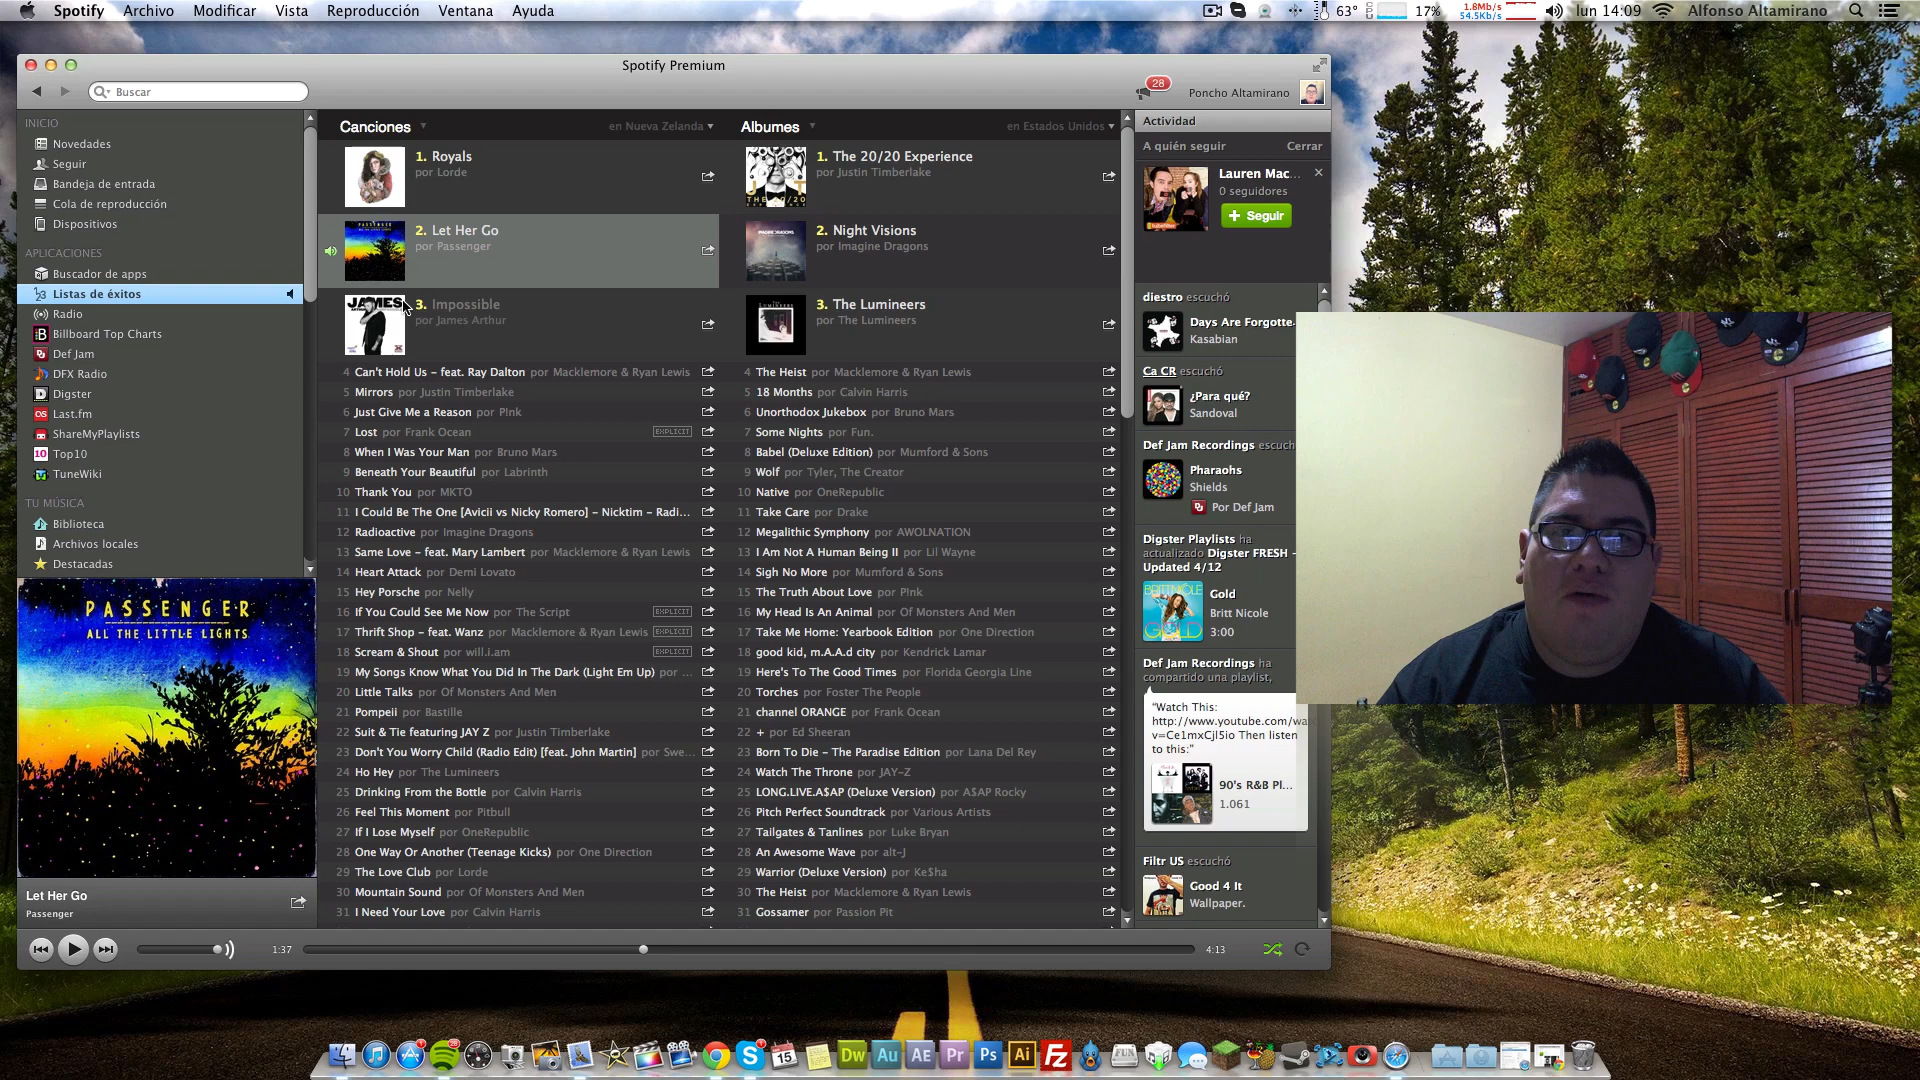 Spotify Archivo Modificar Vista Reproducción Ventana Ayuda
63° 17% 1.8Mb/s 54.5Kb/s lun 14:09 Alfonso Altamirano
Spotify Premium
Buscar
28
Poncho Altamirano
INICIO
Novedades
Seguir
Bandeja de entrada
Cola de reproducción
Dispositivos
APLICACIONES
Buscador de apps
Listas de éxitos
Radio
Billboard Top Charts
Def Jam
DFX Radio
Digster
Last.fm
ShareMyPlaylists
Top10
TuneWiki
TU MÚSICA
Biblioteca
Archivos locales
Destacadas
PASSENGER
ALL THE LITTLE LIGHTS
Let Her Go
Passenger
Canciones en Nueva Zelanda
1. Royals
por Lorde
2. Let Her Go
por Passenger
3. Impossible
por James Arthur
4 Can't Hold Us – feat. Ray Dalton por Macklemore & Ryan Lewis
5 Mirrors por Justin Timberlake
6 Just Give Me a Reason por P!nk
7 Lost por Frank Ocean EXPLICIT
8 When I Was Your Man por Bruno Mars
9 Beneath Your Beautiful por Labrinth
10 Thank You por MKTO
11 I Could Be The One [Avicii vs Nicky Romero] – Nicktim – Radi...
12 Radioactive por Imagine Dragons
13 Same Love – feat. Mary Lambert por Macklemore & Ryan Lewis
14 Heart Attack por Demi Lovato
15 Hey Porsche por Nelly
16 If You Could See Me Now por The Script EXPLICIT
17 Thrift Shop – feat. Wanz por Macklemore & Ryan Lewis EXPLICIT
18 Scream & Shout por will.i.am EXPLICIT
19 My Songs Know What You Did In The Dark (Light Em Up) por ...
20 Little Talks por Of Monsters And Men
21 Pompeii por Bastille
22 Suit & Tie featuring JAY Z por Justin Timberlake
23 Don't You Worry Child (Radio Edit) [feat. John Martin] por Swe...
24 Ho Hey por The Lumineers
25 Drinking From the Bottle por Calvin Harris
26 Feel This Moment por Pitbull
27 If I Lose Myself por OneRepublic
28 One Way Or Another (Teenage Kicks) por One Direction
29 The Love Club por Lorde
30 Mountain Sound por Of Monsters And Men
31 I Need Your Love por Calvin Harris
Albumes en Estados Unidos
1. The 20/20 Experience
por Justin Timberlake
2. Night Visions
por Imagine Dragons
3. The Lumineers
por The Lumineers
4 The Heist por Macklemore & Ryan Lewis
5 18 Months por Calvin Harris
6 Unorthodox Jukebox por Bruno Mars
7 Some Nights por Fun.
8 Babel (Deluxe Edition) por Mumford & Sons
9 Wolf por Tyler, The Creator
10 Native por OneRepublic
11 Take Care por Drake
12 Megalithic Symphony por AWOLNATION
13 I Am Not A Human Being II por Lil Wayne
14 Sigh No More por Mumford & Sons
15 The Truth About Love por P!nk
16 My Head Is An Animal por Of Monsters And Men
17 Take Me Home: Yearbook Edition por One Direction
18 good kid, m.A.A.d city por Kendrick Lamar
19 Here's To The Good Times por Florida Georgia Line
20 Torches por Foster The People
21 channel ORANGE por Frank Ocean
22 + por Ed Sheeran
23 Born To Die – The Paradise Edition por Lana Del Rey
24 Watch The Throne por JAY-Z
25 LONG.LIVE.A$AP (Deluxe Version) por A$AP Rocky
26 Pitch Perfect Soundtrack por Various Artists
27 Tailgates & Tanlines por Luke Bryan
28 An Awesome Wave por alt-J
29 Warrior (Deluxe Version) por Ke$ha
30 The Heist por Macklemore & Ryan Lewis
31 Gossamer por Passion Pit
Actividad
A quién seguir Cerrar
Lauren Mac...
0 seguidores
Seguir
diestro escuchó
Days Are Forgotte
Kasabian
Ca CR escuchó
¿Para qué?
Sandoval
Def Jam Recordings escuch
Pharaohs
Shields
Por Def Jam
Digster Playlists ha
actualizado Digster FRESH –
Updated 4/12
Gold
Britt Nicole
3:00
Def Jam Recordings ha
compartido una playlist,
"Watch This:
http://www.youtube.com/wa
v=Ce1mxCjl5io Then listen
to this:"
90's R&B Pl...
1.061
Filtr US escuchó
Good 4 It
Wallpaper.
1:37 4:13
28 15 Dw Au AE Pr Ps Ai Fz FUN